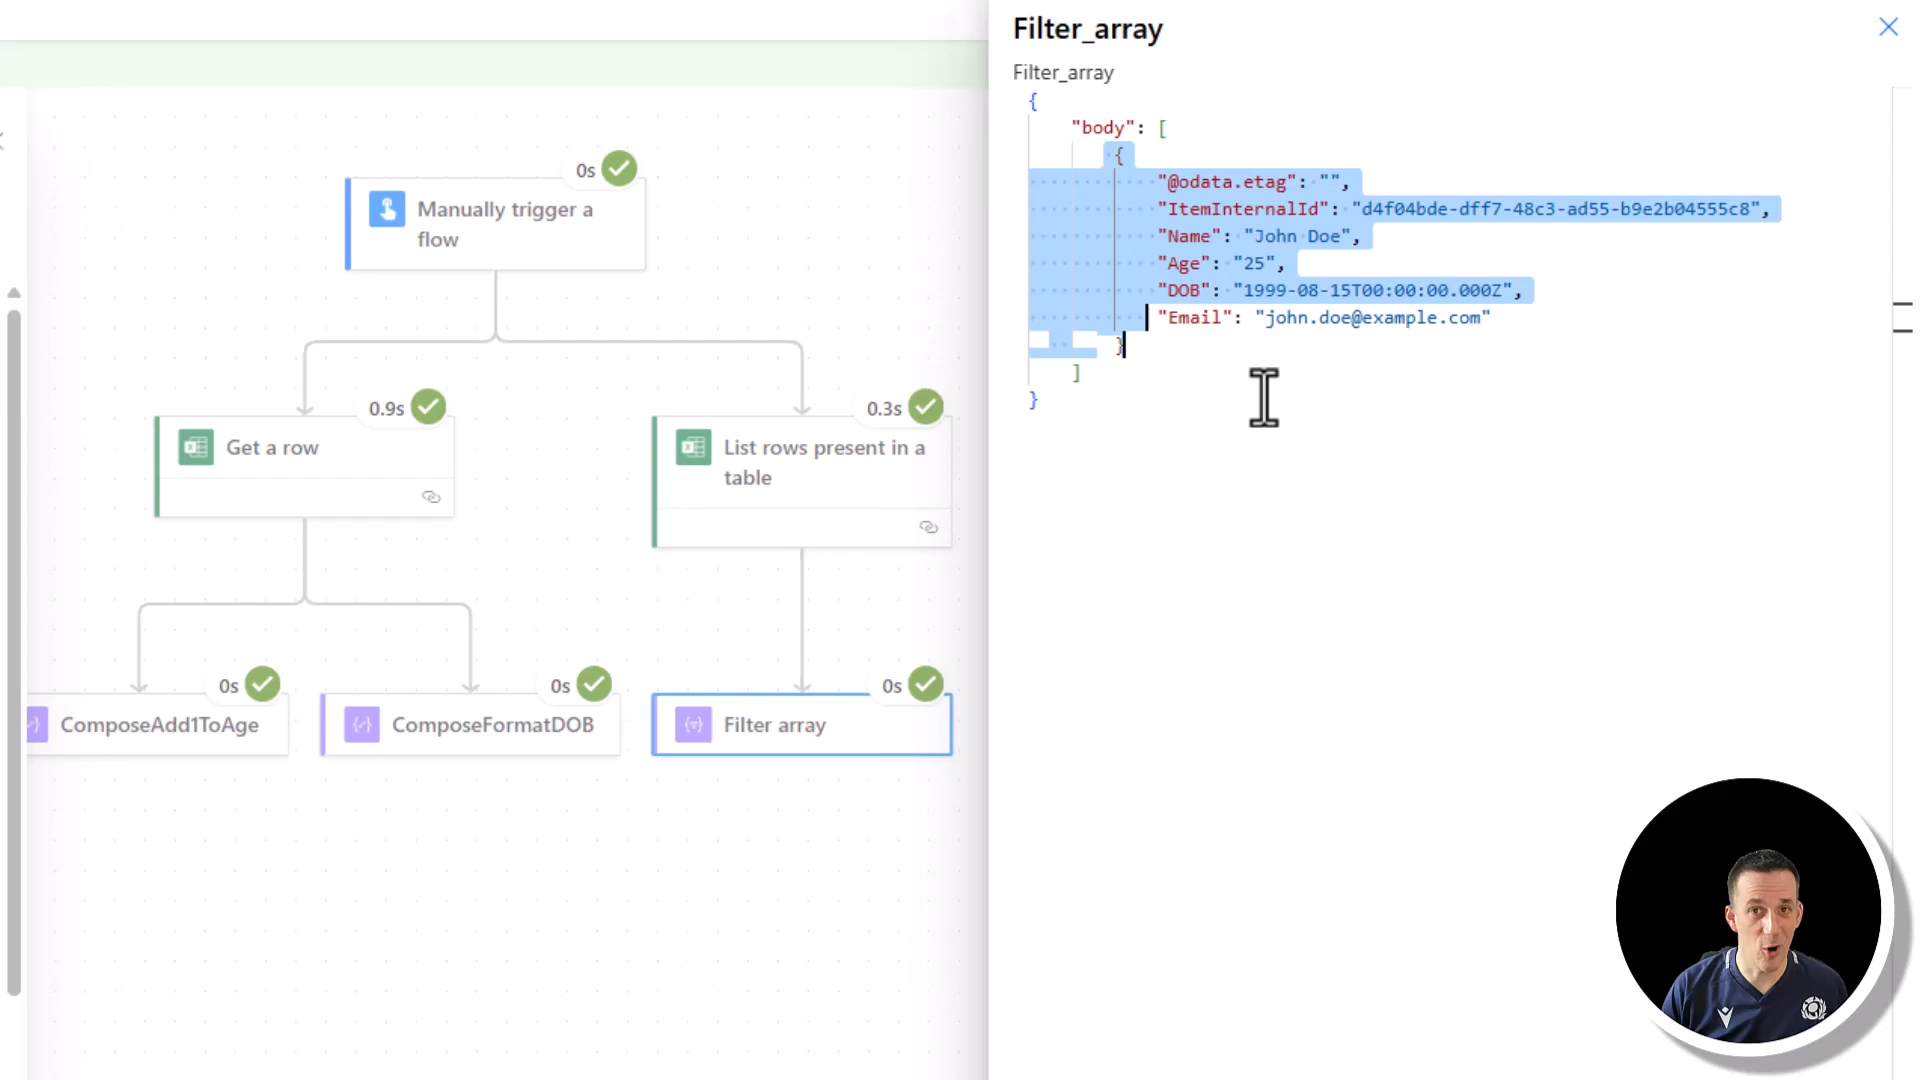 Filter_array
Filter_array
{
"body": [
{
"@odata.etag": "",
"ItemInternalId": "d4f04bde-dff7-48c3-ad55-b9e2b04555c8",
"Name": "John Doe",
"Age": "25",
"DOB": "1999-08-15T00:00:00.000Z",
"Email": "john.doe@example.com"
}
]
}
0s
Manually trigger a
flow
0.9s
Get a row
0.3s
List rows present in a
table
0s
ComposeAdd1ToAge
0s
ComposeFormatDOB
0s
Filter array